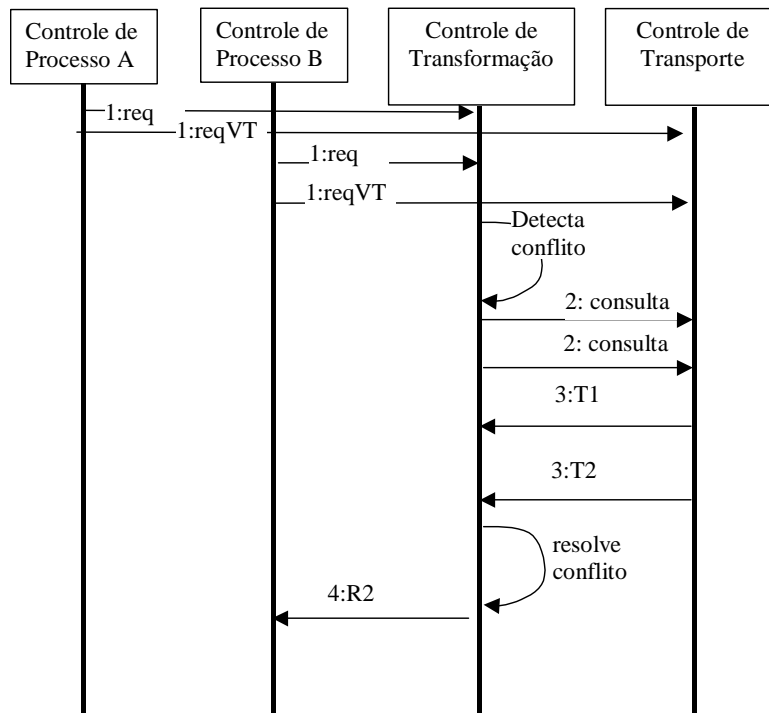 Controle de
Processo A
Controle de
Processo B
Controle de
Transformação
Controle de
Transporte
1:req
1:reqVT
1:req
1:reqVT
Detecta
conflito
2: consulta
2: consulta
3:T1
3:T2
resolve
conflito
4:R2